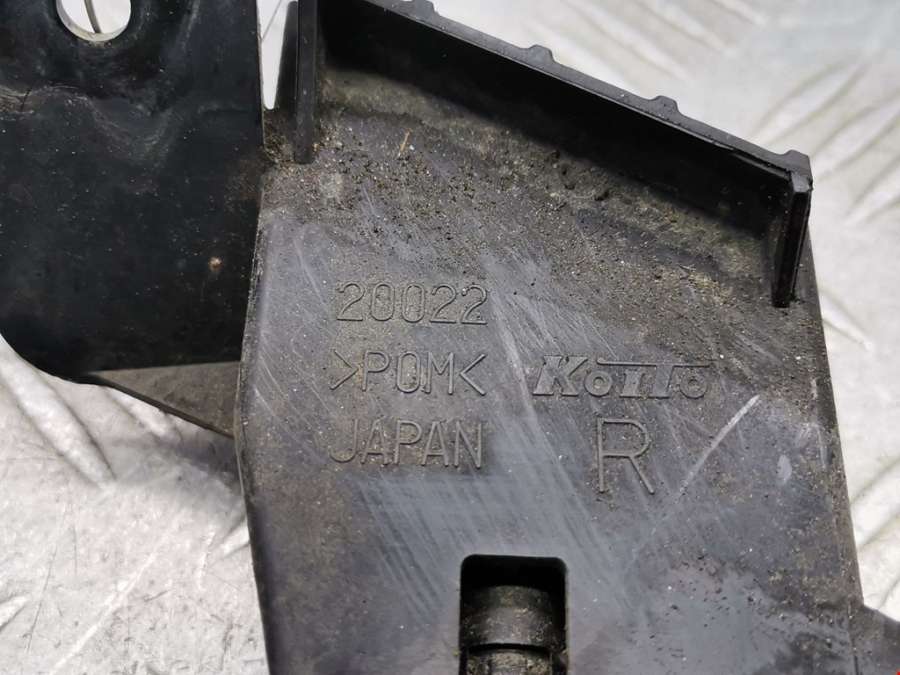 20022
>POM< KOITO
JAPAN R